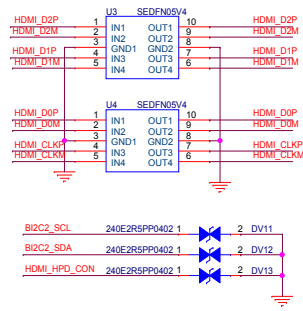 U3 SEDFN05V4
HDMI_D2P 1 IN1 OUT1 10 HDMI_D2P
HDMI_D2M 2 IN2 OUT2 9 HDMI_D2M
3 GND1 GND2 8
HDMI_D1P 4 IN3 OUT3 7 HDMI_D1P
HDMI_D1M 5 IN4 OUT4 6 HDMI_D1M
U4 SEDFN05V4
HDMI_D0P 1 IN1 OUT1 10 HDMI_D0P
HDMI_D0M 2 IN2 OUT2 9 HDMI_D0M
3 GND1 GND2 8
HDMI_CLKP 4 IN3 OUT3 7 HDMI_CLKP
HDMI_CLKM 5 IN4 OUT4 6 HDMI_CLKM
BI2C2_SCL 240E2R5PP0402 1 2 DV11
BI2C2_SDA 240E2R5PP0402 1 2 DV12
HDMI_HPD_CON 240E2R5PP0402 1 2 DV13